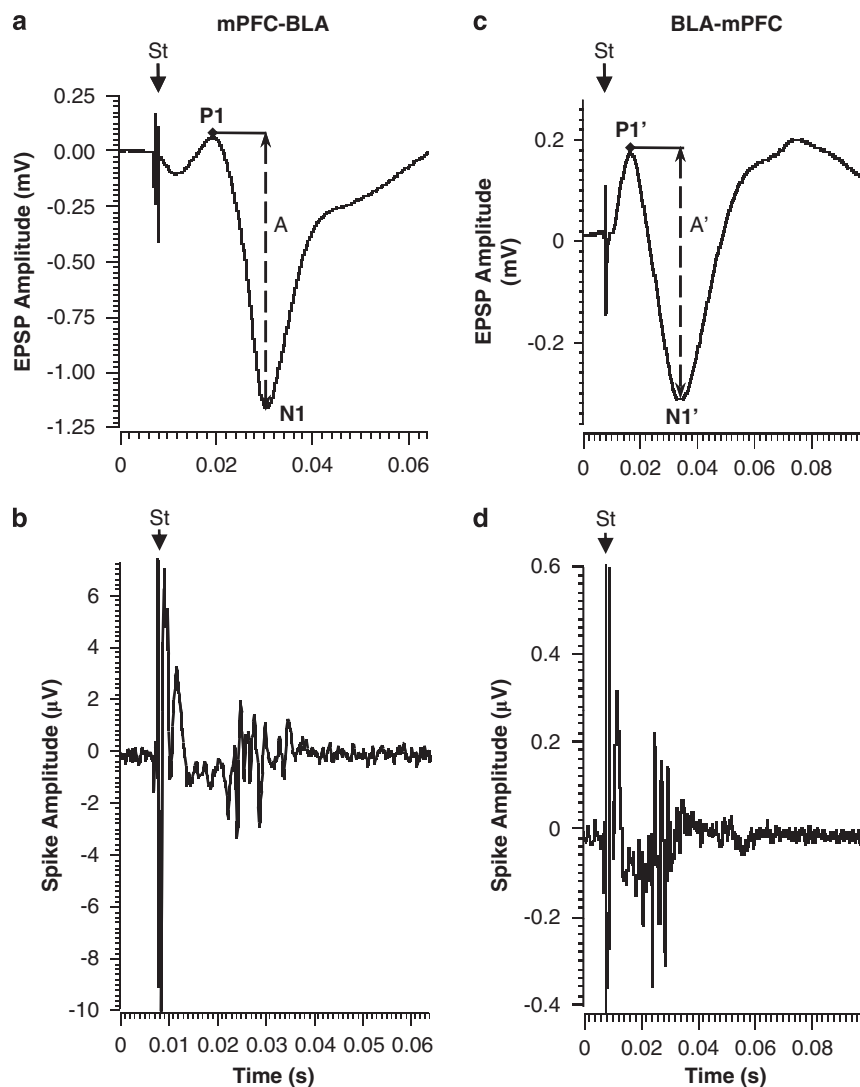 a
mPFC-BLA
St
0.25
0.00
-0.25
-0.50
-0.75
-1.00
-1.25
EPSP Amplitude (mV)
P1
A
N1
0 0.02 0.04 0.06
c
BLA-mPFC
St
0.2
0
-0.2
EPSP Amplitude
(mV)
P1’
A’
N1’
0 0.02 0.04 0.06 0.08
b
St
6
4
2
0
-2
-4
-6
-8
-10
Spike Amplitude (μV)
0 0.01 0.02 0.03 0.04 0.05 0.06
Time (s)
d
St
0.6
0.4
0.2
0
-0.2
-0.4
Spike Amplitude (μV)
0 0.02 0.04 0.06 0.08
Time (s)